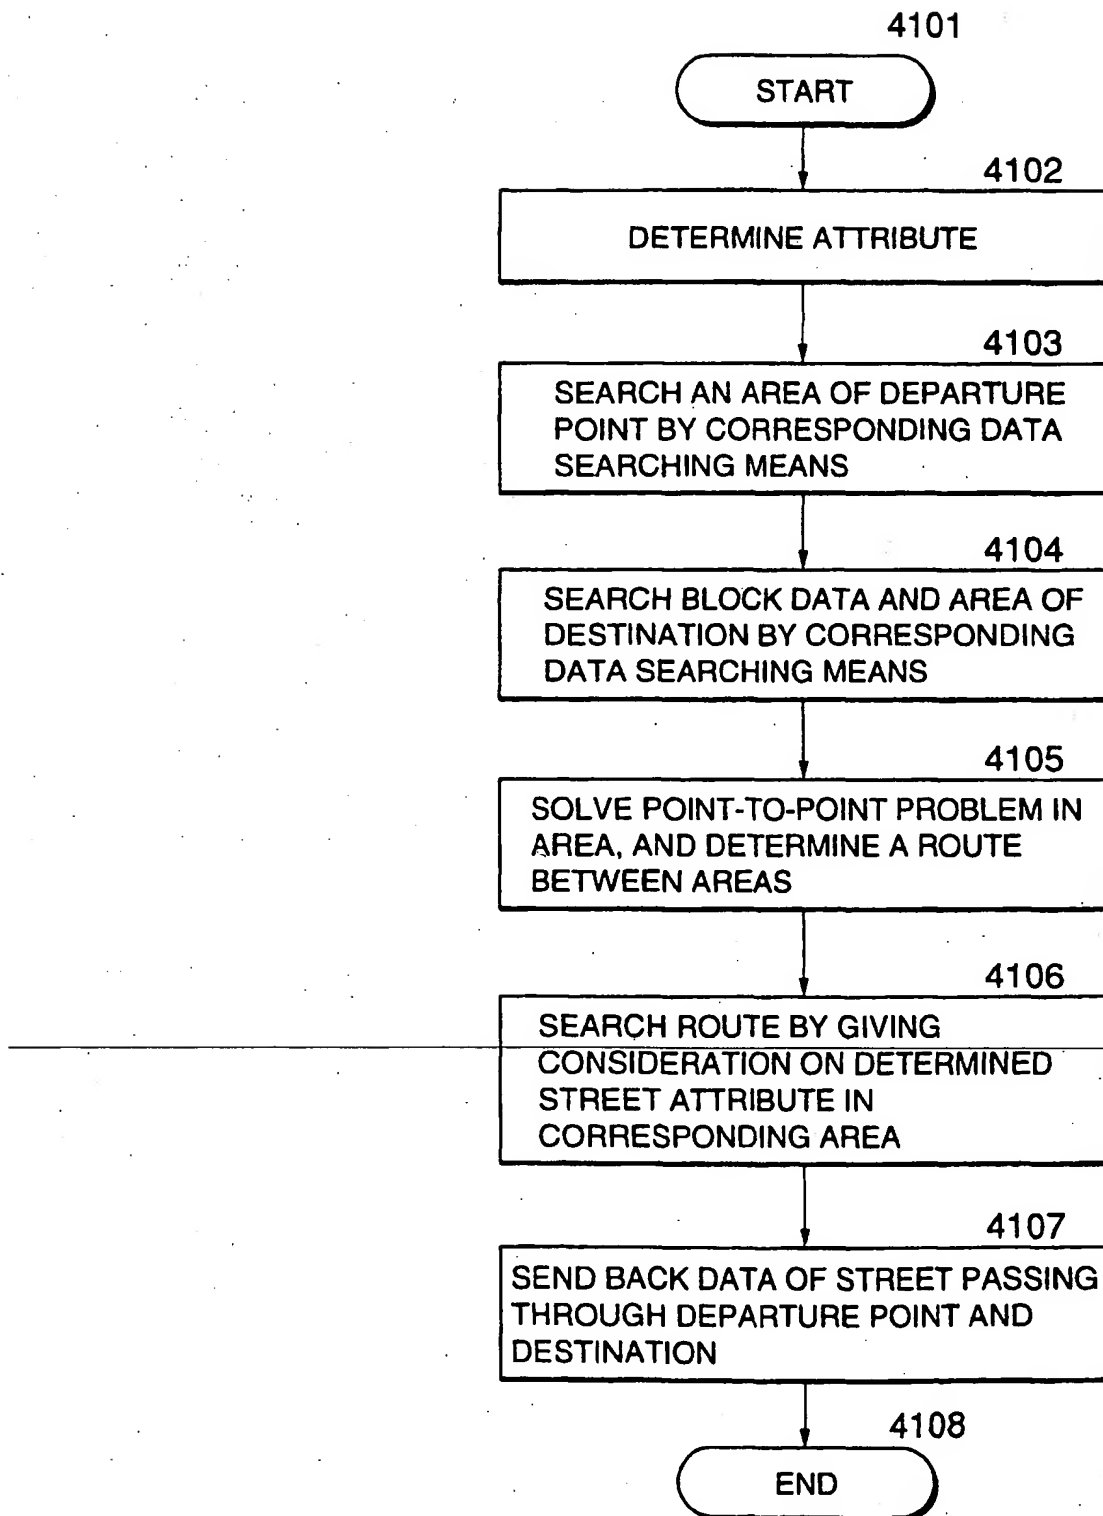 4101
START
4102
DETERMINE ATTRIBUTE
4103
SEARCH AN AREA OF DEPARTURE
POINT BY CORRESPONDING DATA
SEARCHING MEANS
4104
SEARCH BLOCK DATA AND AREA OF
DESTINATION BY CORRESPONDING
DATA SEARCHING MEANS
4105
SOLVE POINT-TO-POINT PROBLEM IN
AREA, AND DETERMINE A ROUTE
BETWEEN AREAS
4106
SEARCH ROUTE BY GIVING
CONSIDERATION ON DETERMINED
STREET ATTRIBUTE IN
CORRESPONDING AREA
4107
SEND BACK DATA OF STREET PASSING
THROUGH DEPARTURE POINT AND
DESTINATION
4108
END